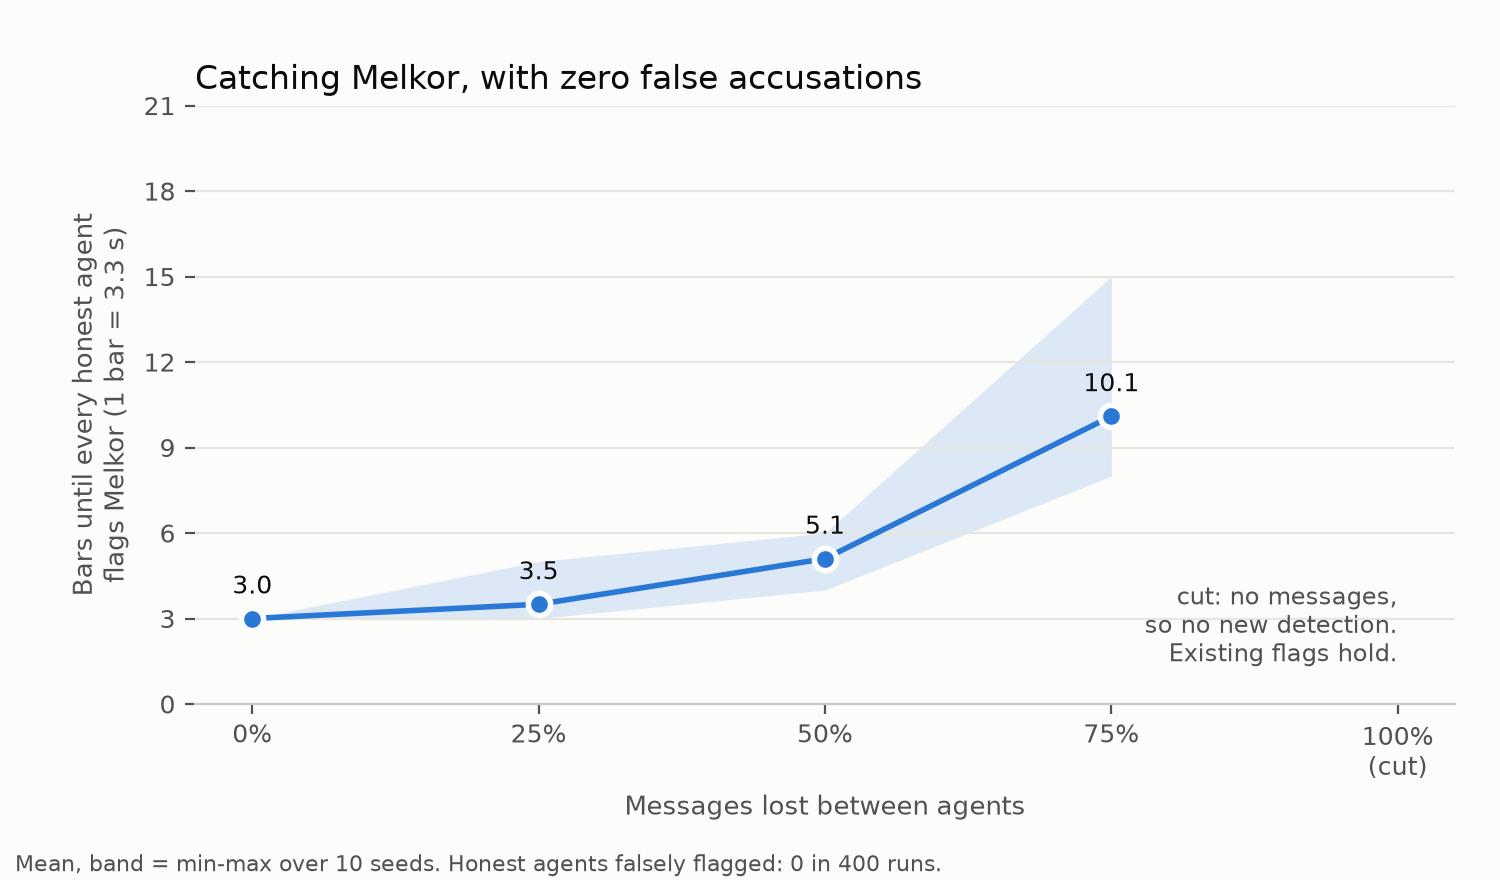 Catching Melkor, with zero false accusations
Bars until every honest agent
flags Melkor (1 bar = 3.3 s)
21
18
15
12
9
6
3
0
3.0
3.5
5.1
10.1
cut: no messages,
so no new detection.
Existing flags hold.
0%
25%
50%
75%
100%
(cut)
Messages lost between agents
Mean, band = min-max over 10 seeds. Honest agents falsely flagged: 0 in 400 runs.